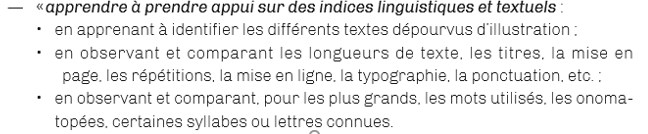 — «apprendre à prendre appui sur des indices linguistiques et textuels :
• en apprenant à identifier les différents textes dépourvus d'illustration ;
• en observant et comparant les longueurs de texte, les titres, la mise en
page, les répétitions, la mise en ligne, la typographie, la ponctuation, etc. ;
• en observant et comparant, pour les plus grands, les mots utilisés, les onoma-
topées, certaines syllabes ou lettres connues.